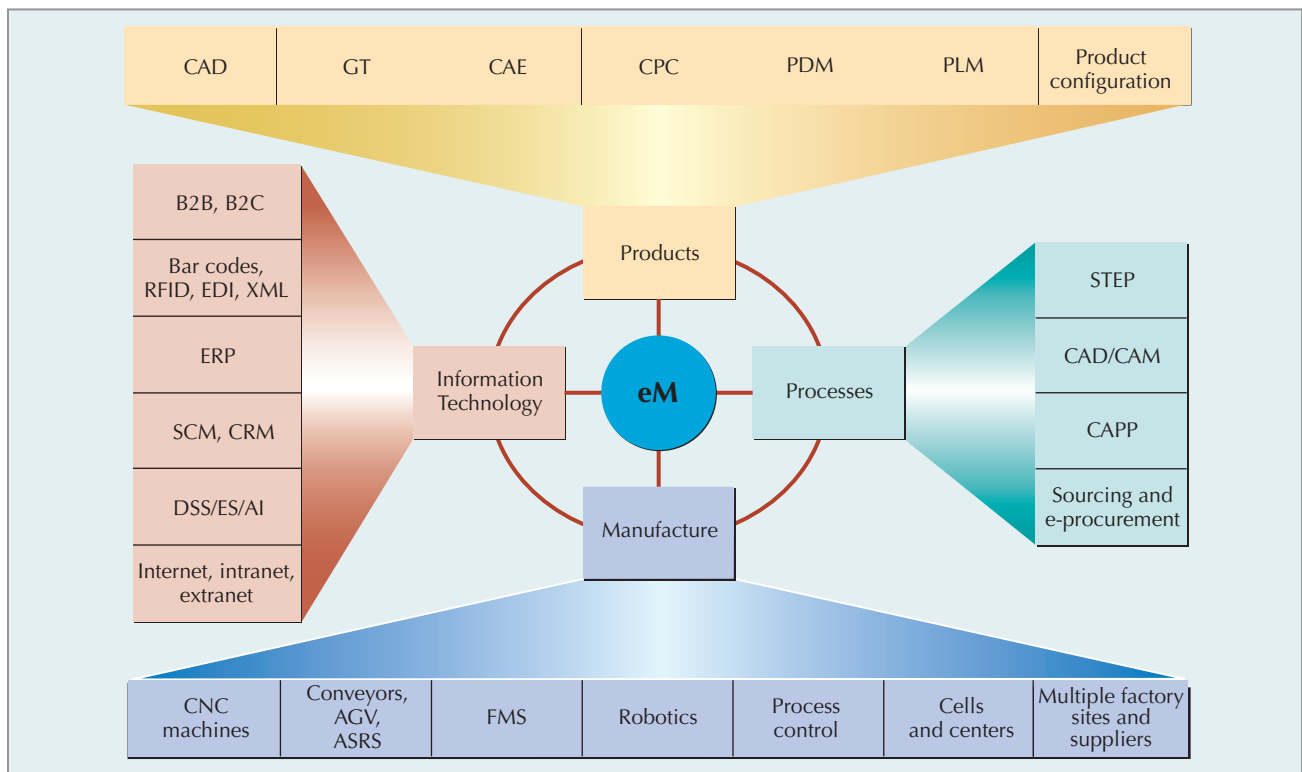 CAD
GT
CAE
CPC
PDM
PLM
Product
configuration
B2B, B2C
Bar codes,
RFID, EDI, XML
ERP
SCM, CRM
DSS/ES/AI
Internet, intranet,
extranet
Products
Information
Technology
eM
Processes
Manufacture
STEP
CAD/CAM
CAPP
Sourcing and
e-procurement
CNC
machines
Conveyors,
AGV,
ASRS
FMS
Robotics
Process
control
Cells
and centers
Multiple factory
sites and
suppliers